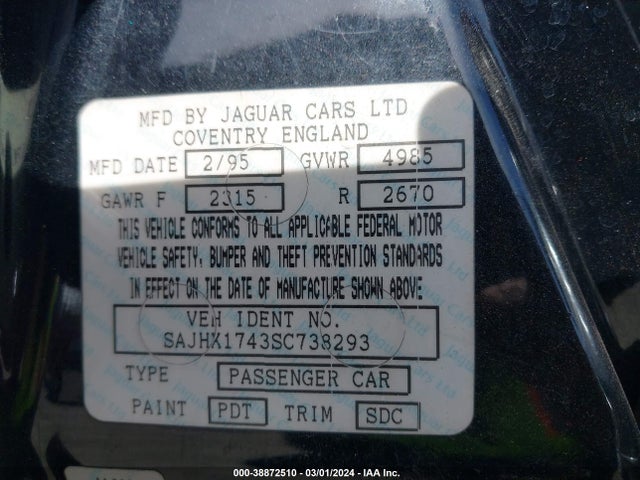 MFD BY JAGUAR CARS LTD
COVENTRY ENGLAND
MFD DATE 2/95 GVWR 4985
GAWR F 2315 R 2670
THIS VEHICLE CONFORMS TO ALL APPLICABLE FEDERAL MOTOR
VEHICLE SAFETY, BUMPER AND THEFT PREVENTION STANDARDS
IN EFFECT ON THE DATE OF MANUFACTURE SHOWN ABOVE
VEH IDENT NO.
SAJHX1743SC738293
TYPE PASSENGER CAR
PAINT PDT TRIM SDC
000-38872510 - 03/01/2024 - IAA Inc.